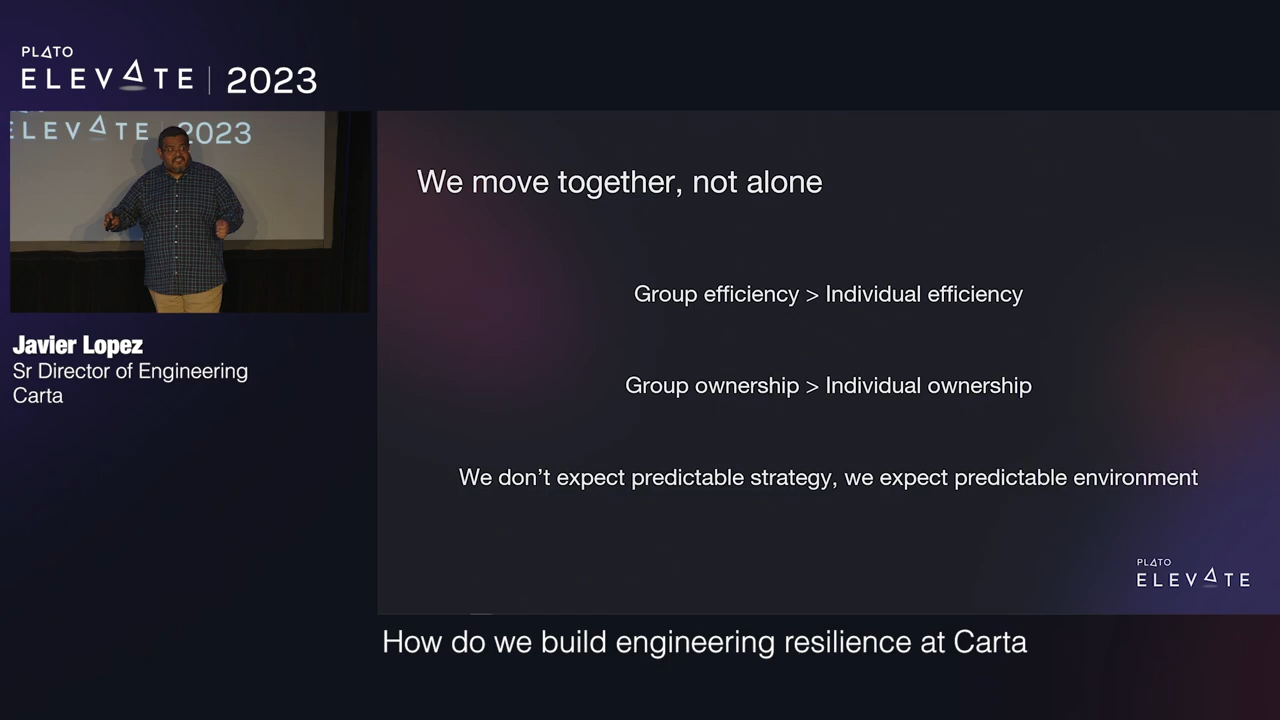 PLATO
ELEVATE | 2023
ELEVATE 2023
Javier Lopez
Sr Director of Engineering
Carta
We move together, not alone
Group efficiency > Individual efficiency
Group ownership > Individual ownership
We don’t expect predictable strategy, we expect predictable environment
PLATO
ELEVATE
How do we build engineering resilience at Carta